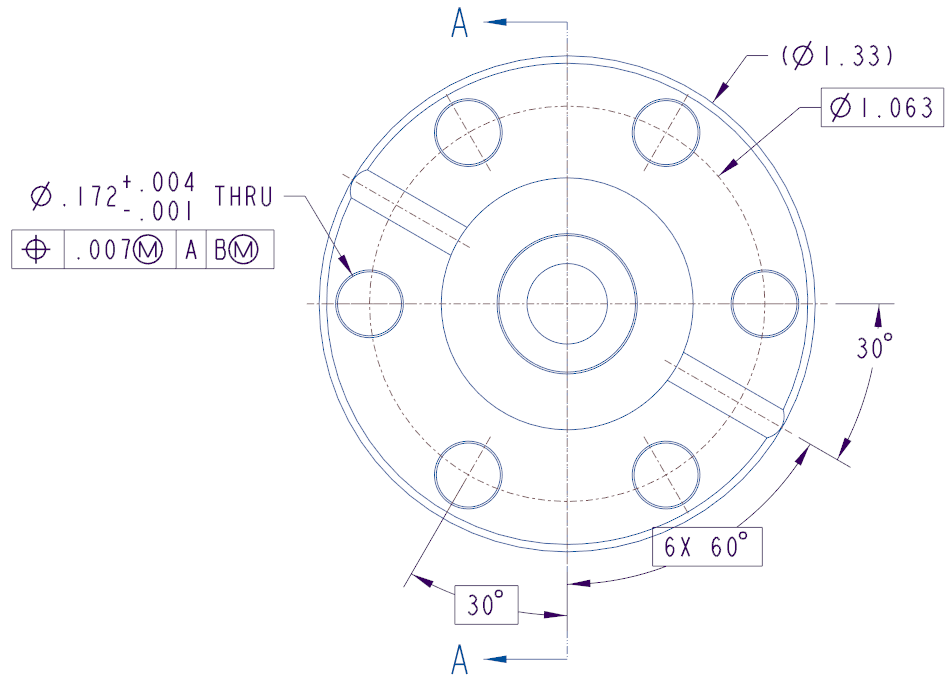 A
(Ø1.33)
Ø1.063
Ø.172 +.004 THRU
-.001
⌖ .007Ⓜ A BⓂ
30°
6X 60°
30°
A